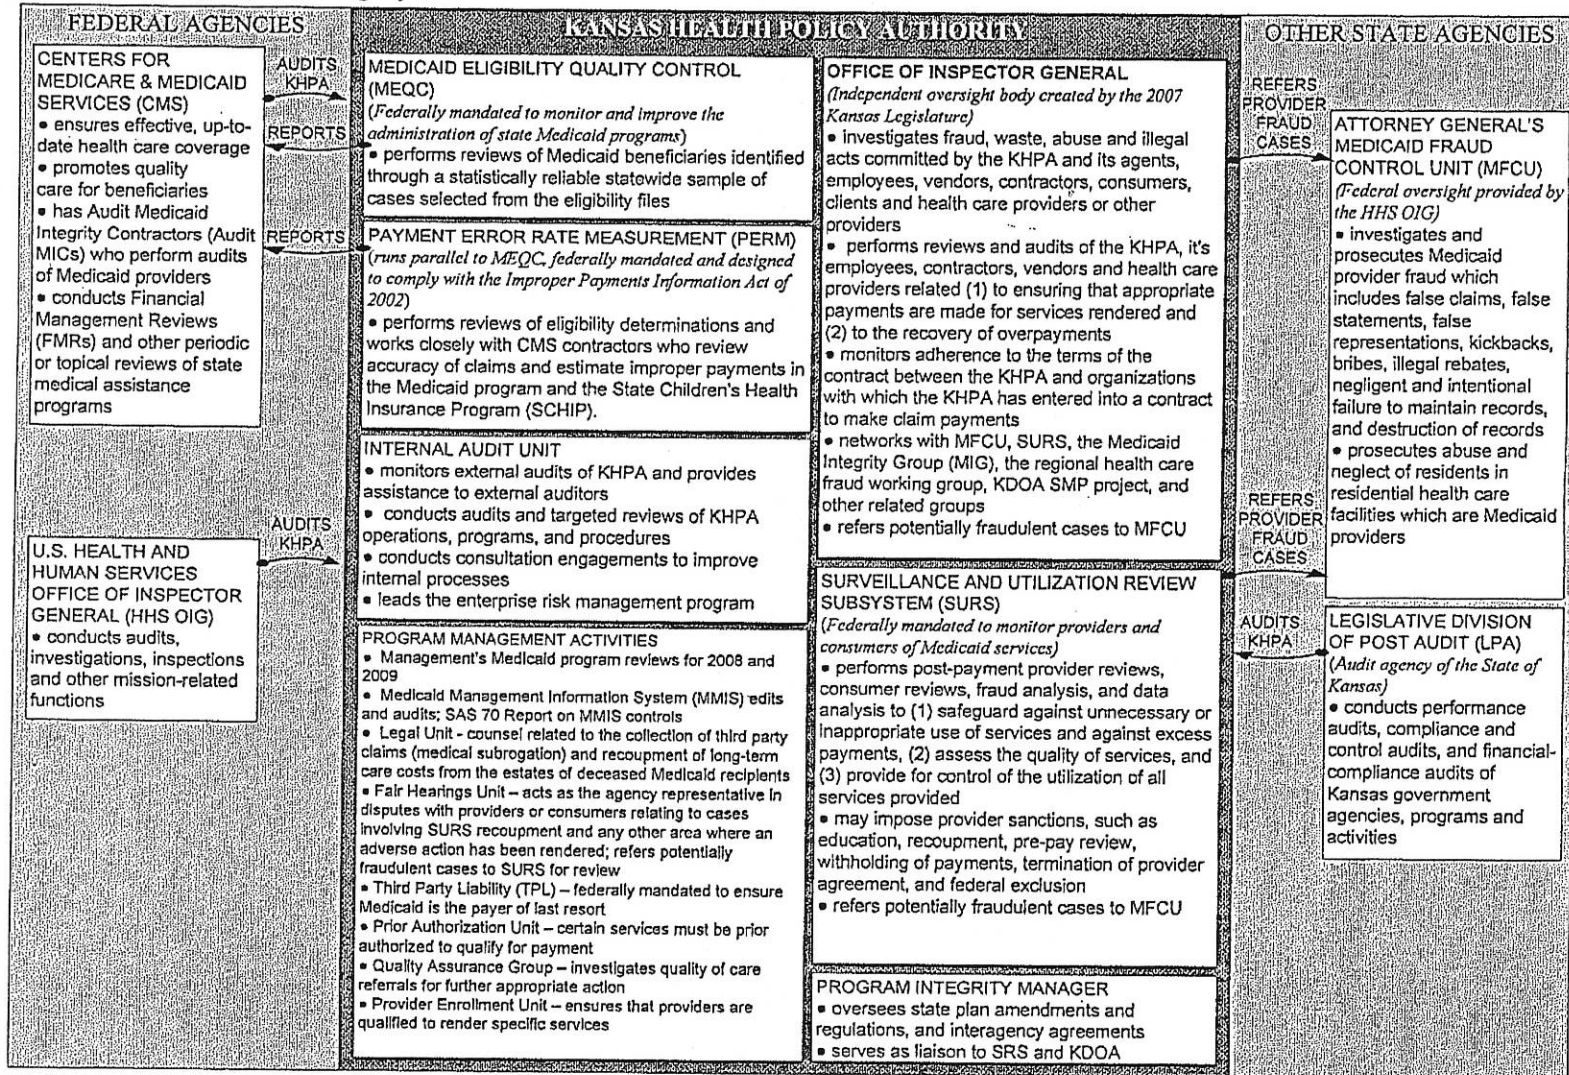 FEDERAL AGENCIES
CENTERS FOR
MEDICARE & MEDICAID
SERVICES (CMS)
• ensures effective, up-to-
date health care coverage
• promotes quality
care for beneficiaries
• has Audit Medicaid
Integrity Contractors (Audit
MICs) who perform audits
of Medicaid providers
• conducts Financial
Management Reviews
(FMRs) and other periodic
or topical reviews of state
medical assistance
programs
U.S. HEALTH AND
HUMAN SERVICES
OFFICE OF INSPECTOR
GENERAL (HHS OIG)
• conducts audits,
investigations, inspections
and other mission-related
functions
AUDITS
KHPA
REPORTS
REPORTS
AUDITS
KHPA
KANSAS HEALTH POLICY AUTHORITY
MEDICAID ELIGIBILITY QUALITY CONTROL
(MEQC)
(Federally mandated to monitor and improve the
administration of state Medicaid programs)
• performs reviews of Medicaid beneficiaries identified
through a statistically reliable statewide sample of
cases selected from the eligibility files
PAYMENT ERROR RATE MEASUREMENT (PERM)
(runs parallel to MEQC, federally mandated and designed
to comply with the Improper Payments Information Act of
2002)
• performs reviews of eligibility determinations and
works closely with CMS contractors who review
accuracy of claims and estimate improper payments in
the Medicaid program and the State Children's Health
Insurance Program (SCHIP).
INTERNAL AUDIT UNIT
• monitors external audits of KHPA and provides
assistance to external auditors
• conducts audits and targeted reviews of KHPA
operations, programs, and procedures
• conducts consultation engagements to improve
internal processes
• leads the enterprise risk management program
PROGRAM MANAGEMENT ACTIVITIES
• Management's Medicaid program reviews for 2008 and
2009
• Medicaid Management Information System (MMIS) edits
and audits; SAS 70 Report on MMIS controls
• Legal Unit - counsel related to the collection of third party
claims (medical subrogation) and recoupment of long-term
care costs from the estates of deceased Medicaid recipients
• Fair Hearings Unit – acts as the agency representative in
disputes with providers or consumers relating to cases
involving SURS recoupment and any other area where an
adverse action has been rendered; refers potentially
fraudulent cases to SURS for review
• Third Party Liability (TPL) – federally mandated to ensure
Medicaid is the payer of last resort
• Prior Authorization Unit – certain services must be prior
authorized to qualify for payment
• Quality Assurance Group – investigates quality of care
referrals for further appropriate action
• Provider Enrollment Unit – ensures that providers are
qualified to render specific services
OFFICE OF INSPECTOR GENERAL
(Independent oversight body created by the 2007
Kansas Legislature)
• investigates fraud, waste, abuse and illegal
acts committed by the KHPA and its agents,
employees, vendors, contractors, consumers,
clients and health care providers or other
providers
• performs reviews and audits of the KHPA, it's
employees, contractors, vendors and health care
providers related (1) to ensuring that appropriate
payments are made for services rendered and
(2) to the recovery of overpayments
• monitors adherence to the terms of the
contract between the KHPA and organizations
with which the KHPA has entered into a contract
to make claim payments
• networks with MFCU, SURS, the Medicaid
Integrity Group (MIG), the regional health care
fraud working group, KDOA SMP project, and
other related groups
• refers potentially fraudulent cases to MFCU
SURVEILLANCE AND UTILIZATION REVIEW
SUBSYSTEM (SURS)
(Federally mandated to monitor providers and
consumers of Medicaid services)
• performs post-payment provider reviews,
consumer reviews, fraud analysis, and data
analysis to (1) safeguard against unnecessary or
inappropriate use of services and against excess
payments, (2) assess the quality of services, and
(3) provide for control of the utilization of all
services provided
• may impose provider sanctions, such as
education, recoupment, pre-pay review,
withholding of payments, termination of provider
agreement, and federal exclusion
• refers potentially fraudulent cases to MFCU
PROGRAM INTEGRITY MANAGER
• oversees state plan amendments and
regulations, and interagency agreements
• serves as liaison to SRS and KDOA
OTHER STATE AGENCIES
REFERS
PROVIDER
FRAUD
CASES
REFERS
PROVIDER
FRAUD
CASES
AUDITS
KHPA
ATTORNEY GENERAL'S
MEDICAID FRAUD
CONTROL UNIT (MFCU)
(Federal oversight provided by
the HHS OIG)
• investigates and
prosecutes Medicaid
provider fraud which
includes false claims, false
statements, false
representations, kickbacks,
bribes, illegal rebates,
negligent and intentional
failure to maintain records,
and destruction of records
• prosecutes abuse and
neglect of residents in
residential health care
facilities which are Medicaid
providers
LEGISLATIVE DIVISION
OF POST AUDIT (LPA)
(Audit agency of the State of
Kansas)
• conducts performance
audits, compliance and
control audits, and financial-
compliance audits of
Kansas government
agencies, programs and
activities